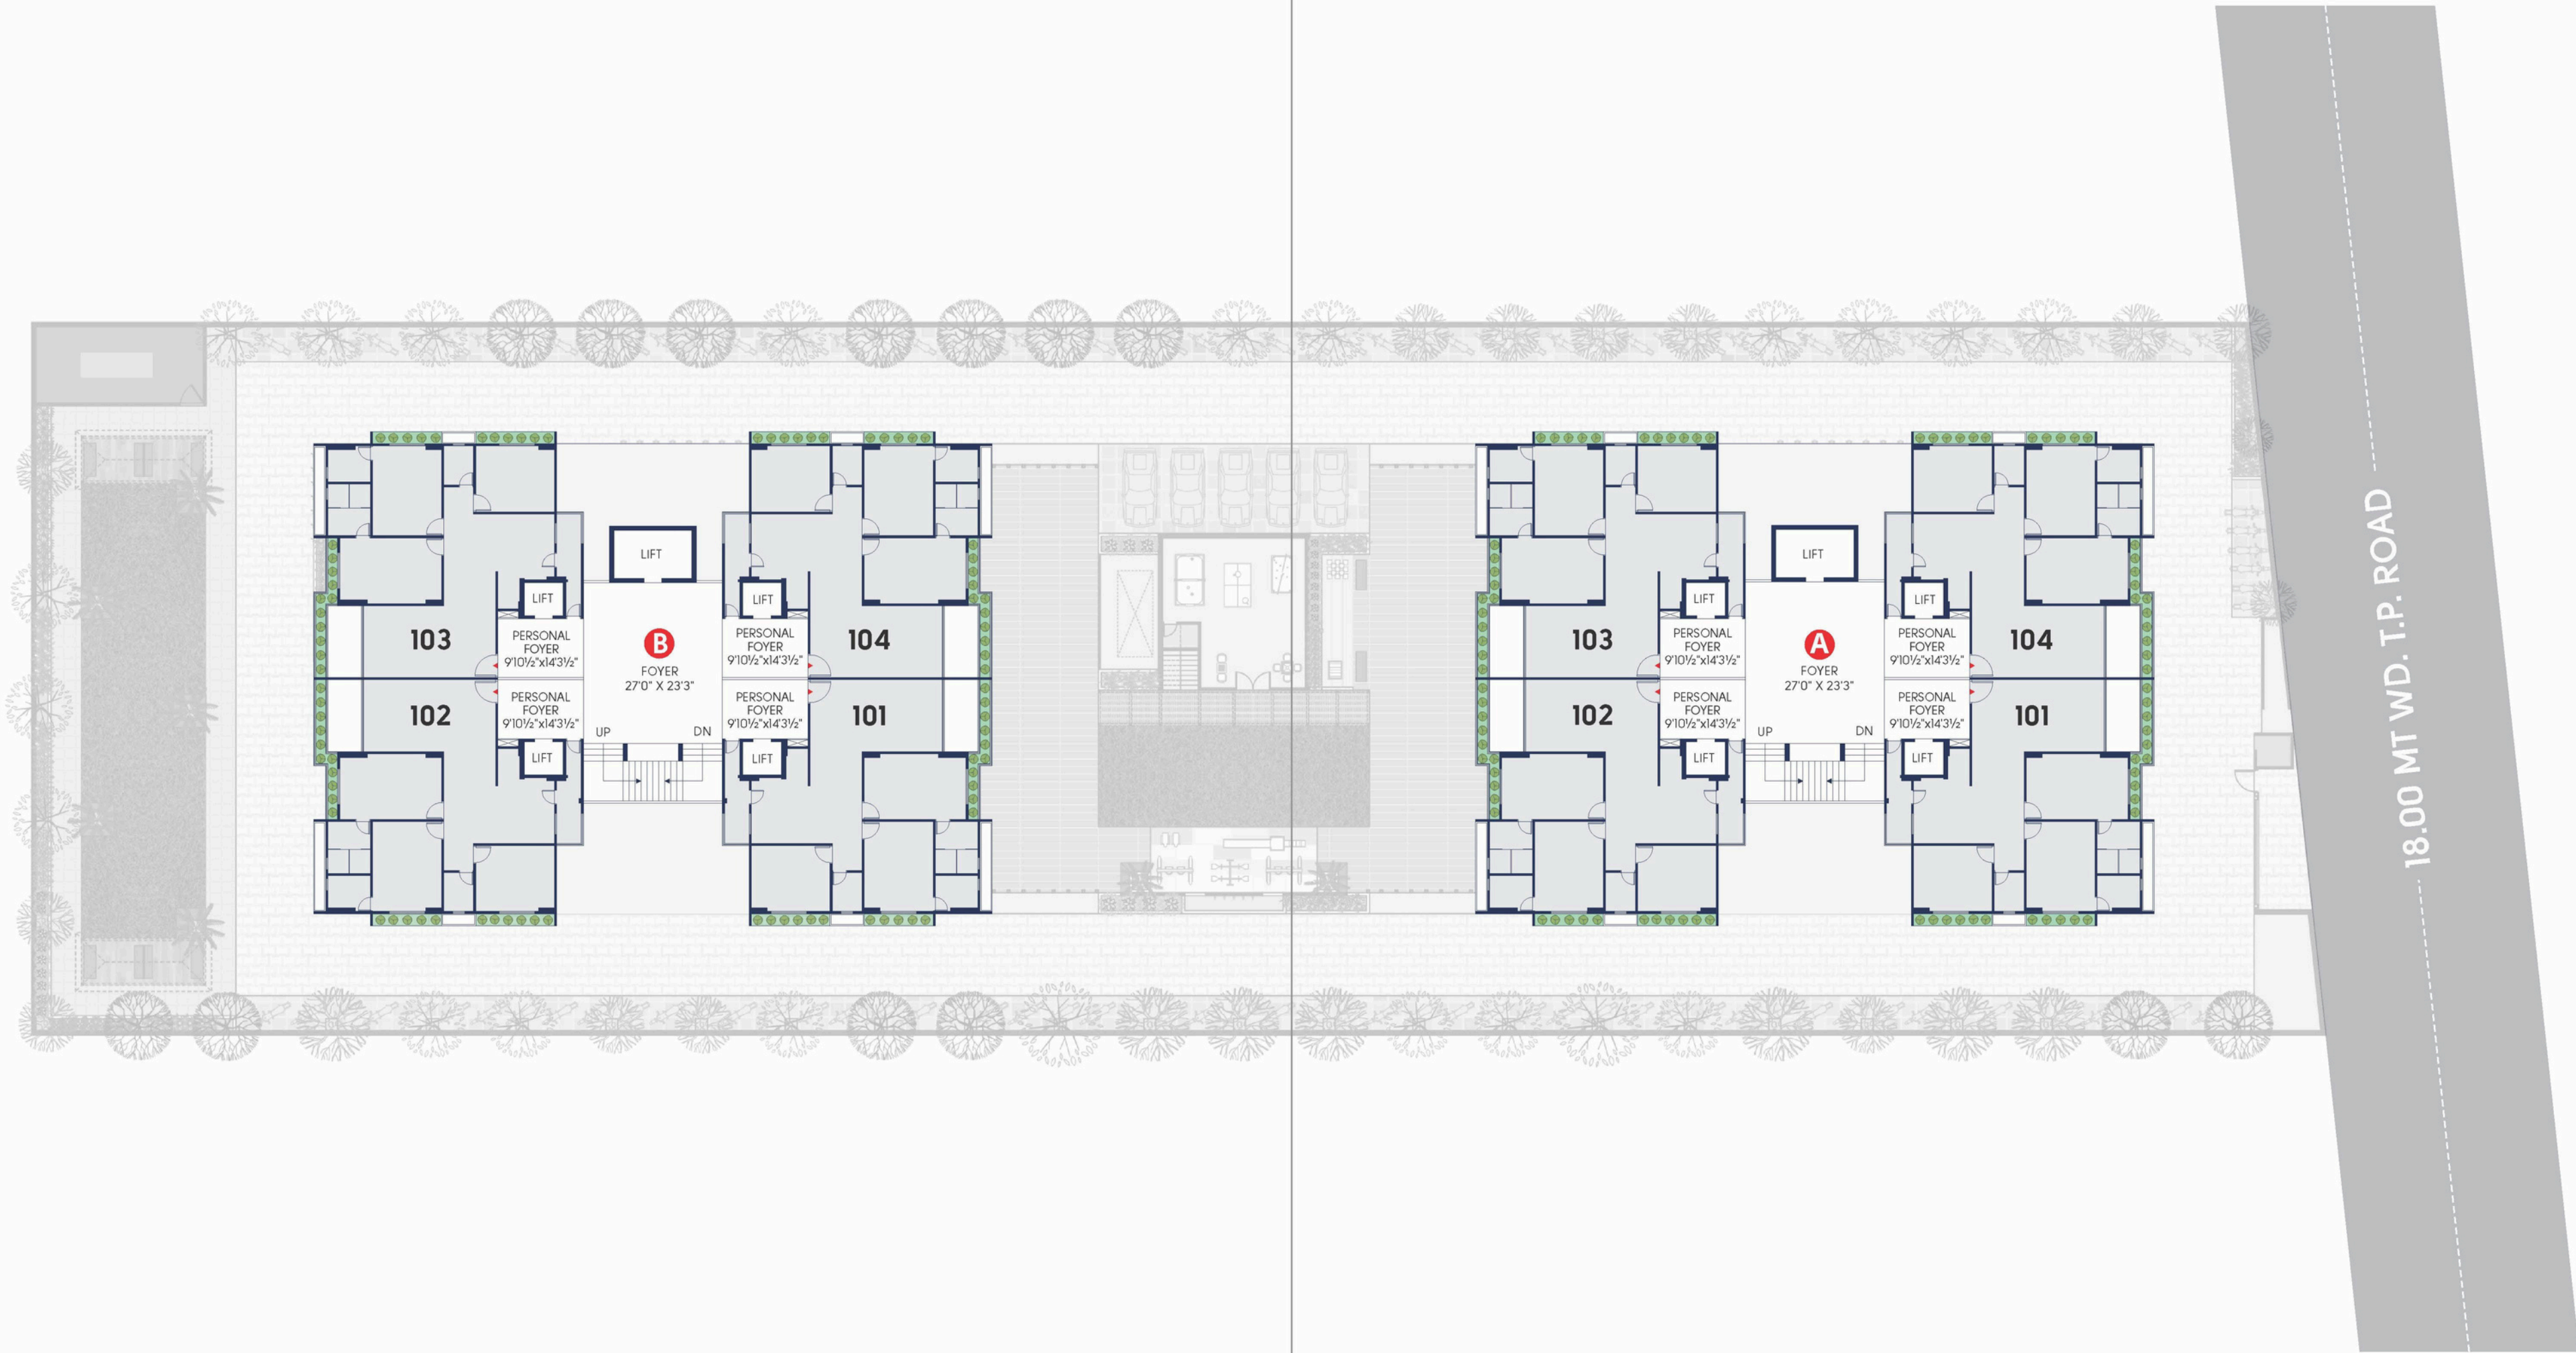 LIFT
LIFT
LIFT
103
PERSONAL
FOYER
9'10½"x14'3½"
B
FOYER
27'0" X 23'3"
PERSONAL
FOYER
9'10½"x14'3½"
104
102
PERSONAL
FOYER
9'10½"x14'3½"
PERSONAL
FOYER
9'10½"x14'3½"
101
UP
DN
LIFT
LIFT
LIFT
LIFT
LIFT
103
PERSONAL
FOYER
9'10½"x14'3½"
A
FOYER
27'0" X 23'3"
PERSONAL
FOYER
9'10½"x14'3½"
104
102
PERSONAL
FOYER
9'10½"x14'3½"
PERSONAL
FOYER
9'10½"x14'3½"
101
UP
DN
LIFT
LIFT
18.00 MT WD. T.P. ROAD